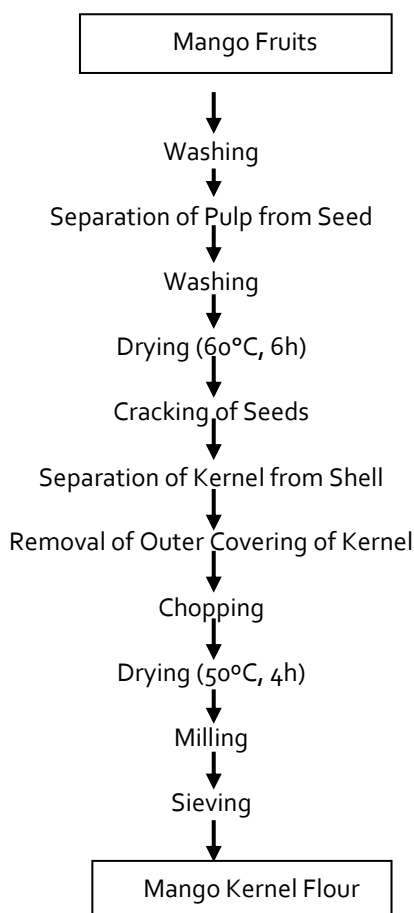 Mango Fruits
Washing
Separation of Pulp from Seed
Washing
Drying (60°C, 6h)
Cracking of Seeds
Separation of Kernel from Shell
Removal of Outer Covering of Kernel
Chopping
Drying (50ºC, 4h)
Milling
Sieving
Mango Kernel Flour